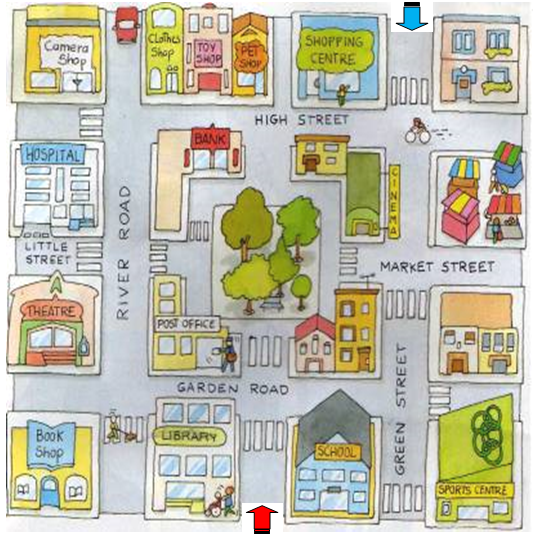 Camera
Shop
CLOTHES
Shop
TOY
SHOP
PET
SHOP
SHOPPING
CENTRE
HIGH STREET
BANK
HOSPITAL
CINEMA
RIVER ROAD
LITTLE
STREET
MARKET STREET
THEATRE
POST OFFICE
GARDEN ROAD
GREEN STREET
Book
Shop
LIBRARY
SCHOOL
SPORTS CENTRE